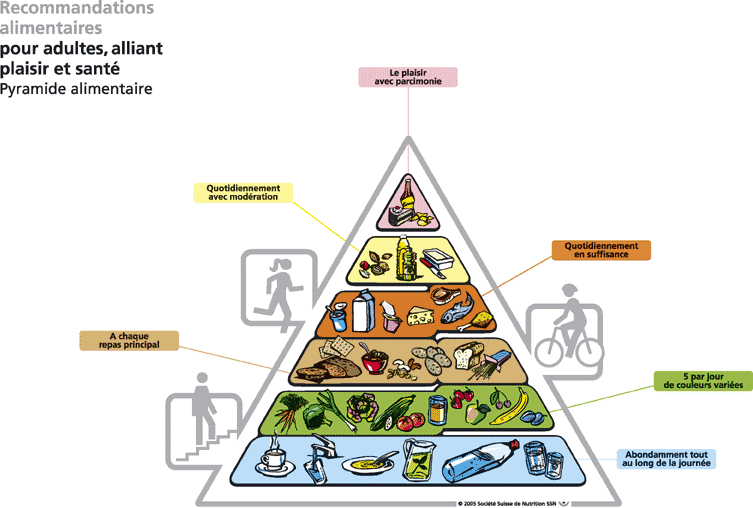 Recommandations
alimentaires
pour adultes, alliant
plaisir et santé
Pyramide alimentaire
Le plaisir
avec parcimonie
Quotidiennement
avec modération
Quotidiennement
en suffisance
A chaque
repas principal
5 par jour
de couleurs variées
Abondamment tout
au long de la journée
© 2005 Société Suisse de Nutrition SSN